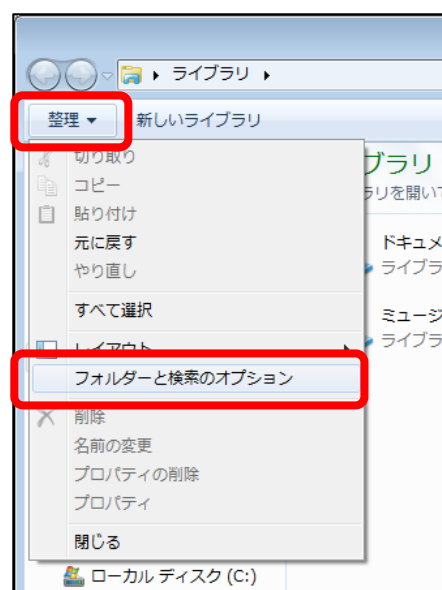 ライブラリ
整理 新しいライブラリ
切り取り
コピー
貼り付け
元に戻す
やり直し
すべて選択
レイアウト
フォルダーと検索のオプション
削除
名前の変更
プロパティの削除
プロパティ
閉じる
ローカル ディスク (C:)
ブラリ
ラリを開いて
ドキュメ
ライブラ
ミュージ
ライブラ